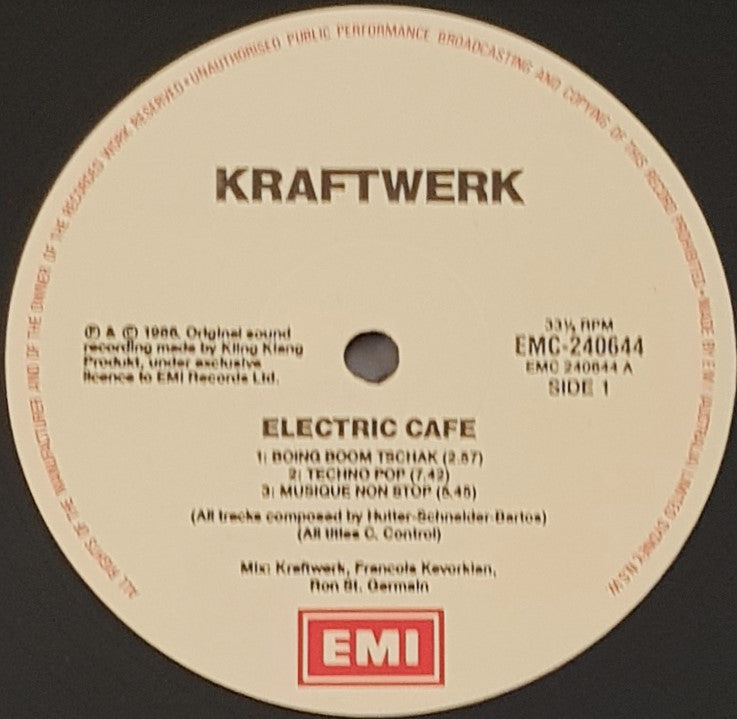 ALL RIGHTS OF THE MANUFACTURER AND OF THE OWNER OF THE RECORDED WORK RESERVED • UNAUTHORISED PUBLIC PERFORMANCE BROADCASTING AND COPYING OF THIS RECORD PROHIBITED • MADE BY E.M.I. (AUSTRALIA) LIMITED SYDNEY, N.S.W.
KRAFTWERK
Ⓟ & © 1986. Original sound
recording made by Kling Klang
Produkt, under exclusive
licence to EMI Records Ltd.
33⅓ RPM
EMC-240644
EMC 240644 A
SIDE 1
ELECTRIC CAFE
1: BOING BOOM TSCHAK (2.57)
2: TECHNO POP (7.42)
3: MUSIQUE NON STOP (5.45)
(All tracks composed by Hutter-Schneider-Bartos)
(All titles C. Control)
Mix: Kraftwerk, Francois Kevorkian,
Ron St. Germain
EMI